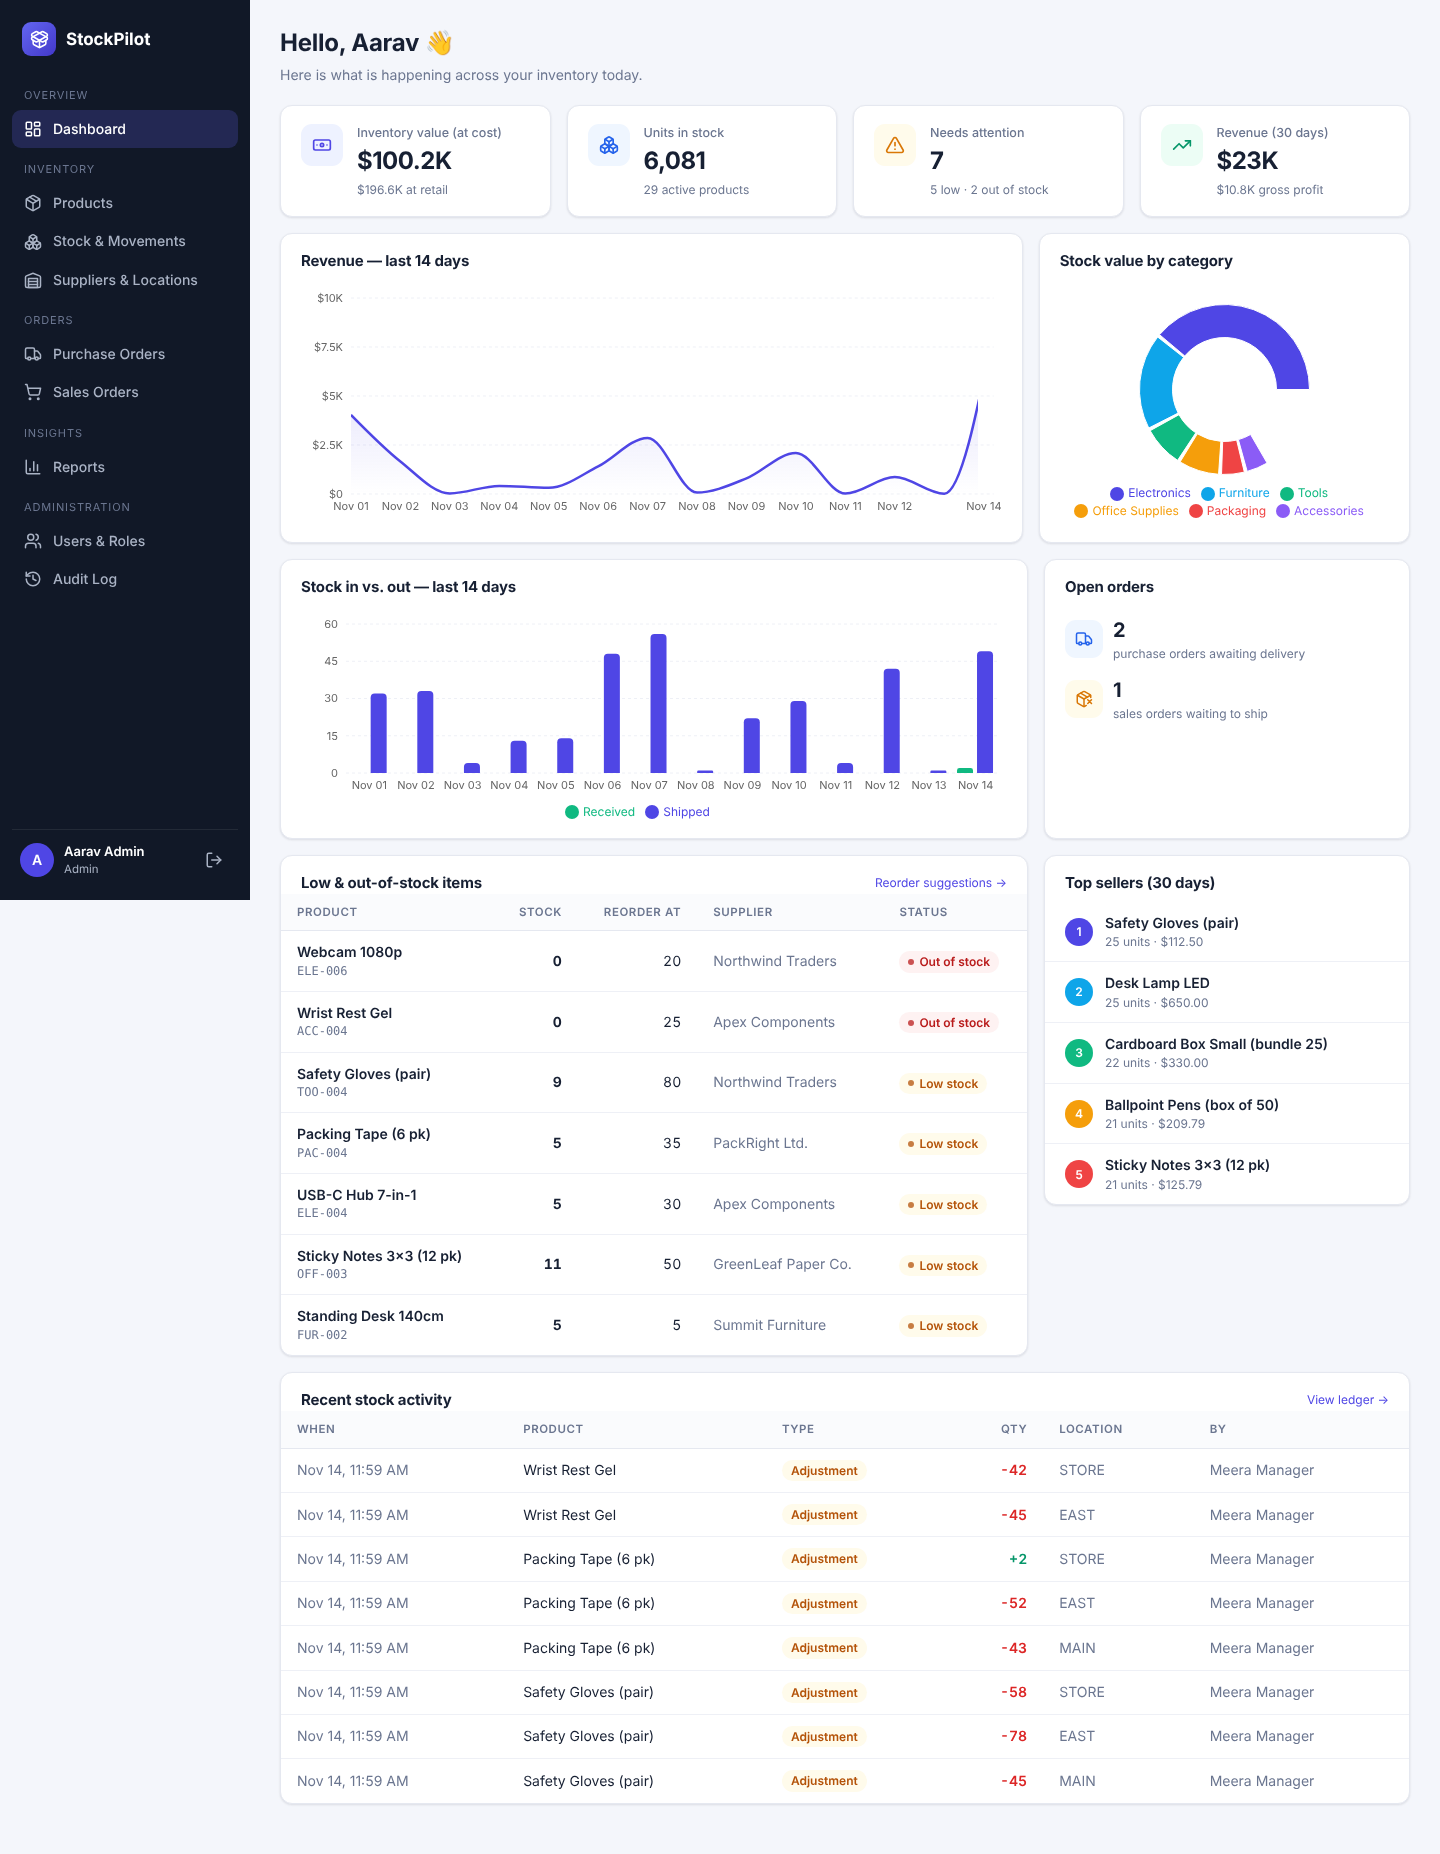 StockPilot
OVERVIEW
Dashboard
INVENTORY
Products
Stock & Movements
Suppliers & Locations
ORDERS
Purchase Orders
Sales Orders
INSIGHTS
Reports
ADMINISTRATION
Users & Roles
Audit Log
A
Aarav Admin
Admin
Hello, Aarav 👋
Here is what is happening across your inventory today.
Inventory value (at cost)
$100.2K
$196.6K at retail
Units in stock
6,081
29 active products
Needs attention
7
5 low · 2 out of stock
Revenue (30 days)
$23K
$10.8K gross profit
Revenue — last 14 days
$10K
$7.5K
$5K
$2.5K
$0
Nov 01 Nov 02 Nov 03 Nov 04 Nov 05 Nov 06 Nov 07 Nov 08 Nov 09 Nov 10 Nov 11 Nov 12 Nov 14
Stock value by category
Electronics Furniture Tools
Office Supplies Packaging Accessories
Stock in vs. out — last 14 days
60
45
30
15
0
Nov 01 Nov 02 Nov 03 Nov 04 Nov 05 Nov 06 Nov 07 Nov 08 Nov 09 Nov 10 Nov 11 Nov 12 Nov 13 Nov 14
Received Shipped
Open orders
2
purchase orders awaiting delivery
1
sales orders waiting to ship
Low & out-of-stock items Reorder suggestions →
PRODUCT STOCK REORDER AT SUPPLIER STATUS
Webcam 1080p
ELE-006
0 20 Northwind Traders Out of stock
Wrist Rest Gel
ACC-004
0 25 Apex Components Out of stock
Safety Gloves (pair)
TOO-004
9 80 Northwind Traders Low stock
Packing Tape (6 pk)
PAC-004
5 35 PackRight Ltd. Low stock
USB-C Hub 7-in-1
ELE-004
5 30 Apex Components Low stock
Sticky Notes 3×3 (12 pk)
OFF-003
11 50 GreenLeaf Paper Co. Low stock
Standing Desk 140cm
FUR-002
5 5 Summit Furniture Low stock
Top sellers (30 days)
1
Safety Gloves (pair)
25 units · $112.50
2
Desk Lamp LED
25 units · $650.00
3
Cardboard Box Small (bundle 25)
22 units · $330.00
4
Ballpoint Pens (box of 50)
21 units · $209.79
5
Sticky Notes 3×3 (12 pk)
21 units · $125.79
Recent stock activity View ledger →
WHEN PRODUCT TYPE QTY LOCATION BY
Nov 14, 11:59 AM Wrist Rest Gel Adjustment -42 STORE Meera Manager
Nov 14, 11:59 AM Wrist Rest Gel Adjustment -45 EAST Meera Manager
Nov 14, 11:59 AM Packing Tape (6 pk) Adjustment +2 STORE Meera Manager
Nov 14, 11:59 AM Packing Tape (6 pk) Adjustment -52 EAST Meera Manager
Nov 14, 11:59 AM Packing Tape (6 pk) Adjustment -43 MAIN Meera Manager
Nov 14, 11:59 AM Safety Gloves (pair) Adjustment -58 STORE Meera Manager
Nov 14, 11:59 AM Safety Gloves (pair) Adjustment -78 EAST Meera Manager
Nov 14, 11:59 AM Safety Gloves (pair) Adjustment -45 MAIN Meera Manager